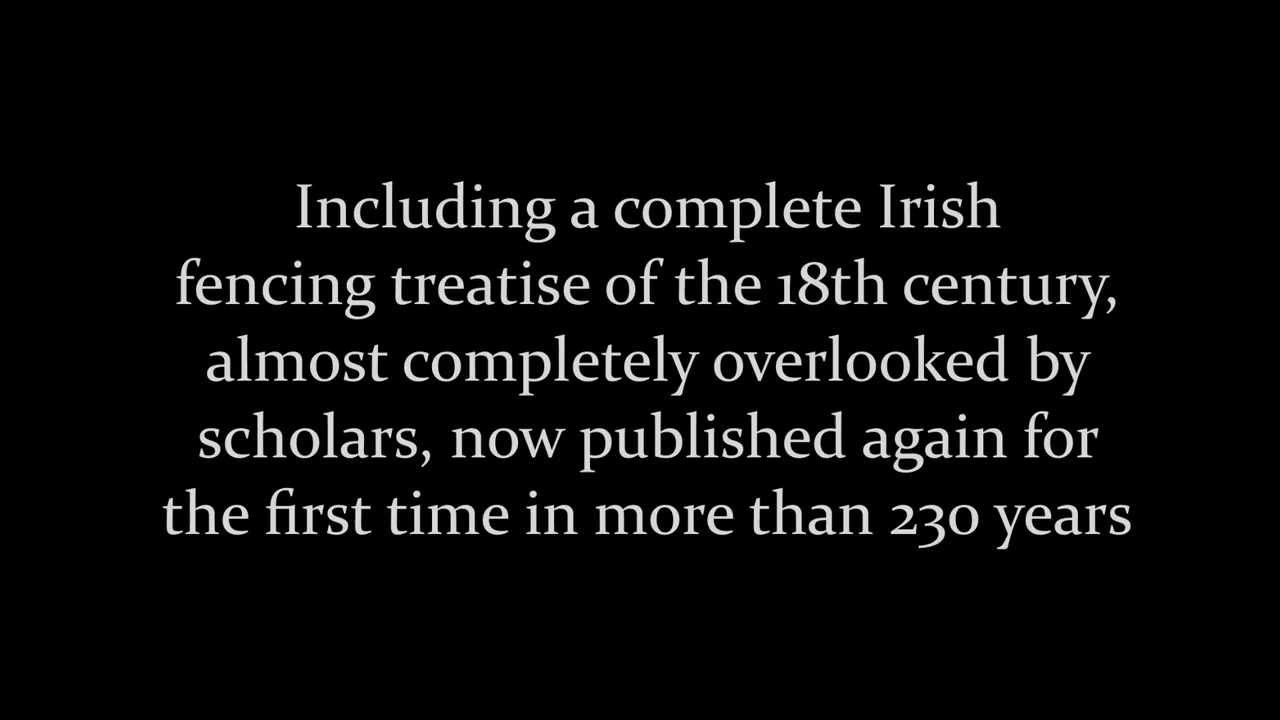 Including a complete Irish
fencing treatise of the 18th century,
almost completely overlooked by
scholars, now published again for
the first time in more than 230 years